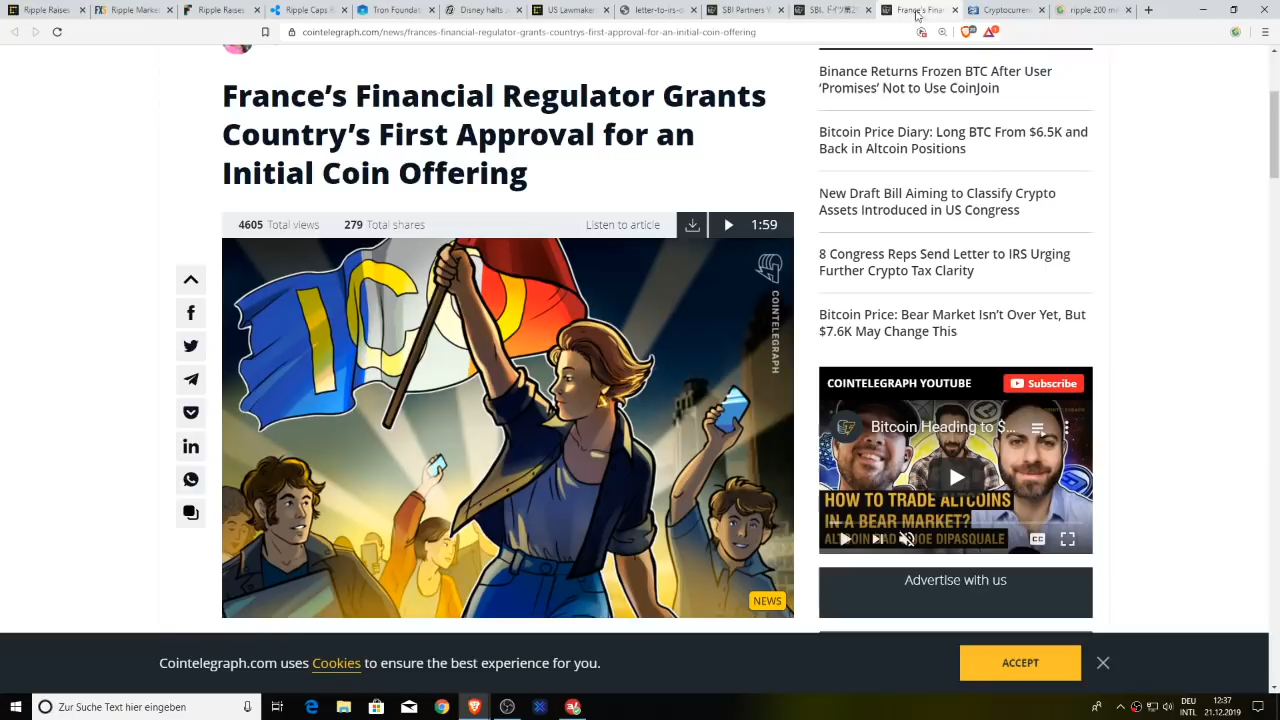 Ripple Raises
Ripple Market
Ripple Raises
Ripple Caps R
Tron Foundat
Disney halts
US Lawmaker
letter-to-irs-o
SBI Partners V
France's Finan
Cryptocurrenc
ripple 200 mi
cointelegraph.com/news/frances-financial-regulator-grants-countrys-first-approval-for-an-initial-coin-offering
France's Financial Regulator Grants
Country's First Approval for an
Initial Coin Offering
4605 Total views 279 Total shares Listen to article 1:59
ICO
COINTELEGRAPH
NEWS
Binance Returns Frozen BTC After User
'Promises' Not to Use CoinJoin
Bitcoin Price Diary: Long BTC From $6.5K and
Back in Altcoin Positions
New Draft Bill Aiming to Classify Crypto
Assets Introduced in US Congress
8 Congress Reps Send Letter to IRS Urging
Further Crypto Tax Clarity
Bitcoin Price: Bear Market Isn't Over Yet, But
$7.6K May Change This
COINTELEGRAPH YOUTUBE Subscribe
Bitcoin Heading to $...
HOW TO TRADE ALTCOINS
IN A BEAR MARKET?
CC
Advertise with us
Cointelegraph.com uses Cookies to ensure the best experience for you.
ACCEPT
Zur Suche Text hier eingeben
DEU
INTL
12:37
21.12.2019